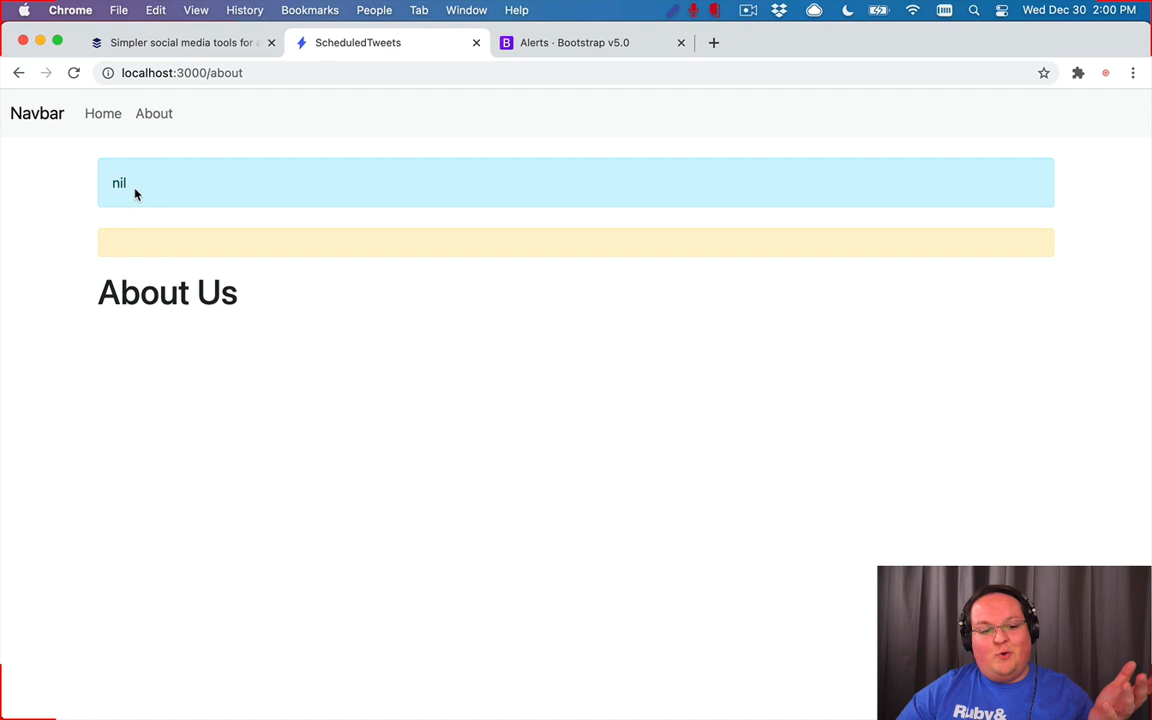 Chrome File Edit View History Bookmarks People Tab Window Help Wed Dec 30 2:00 PM
Simpler social media tools for ScheduledTweets B Alerts · Bootstrap v5.0
localhost:3000/about
Navbar Home About
nil
About Us
Ruby&